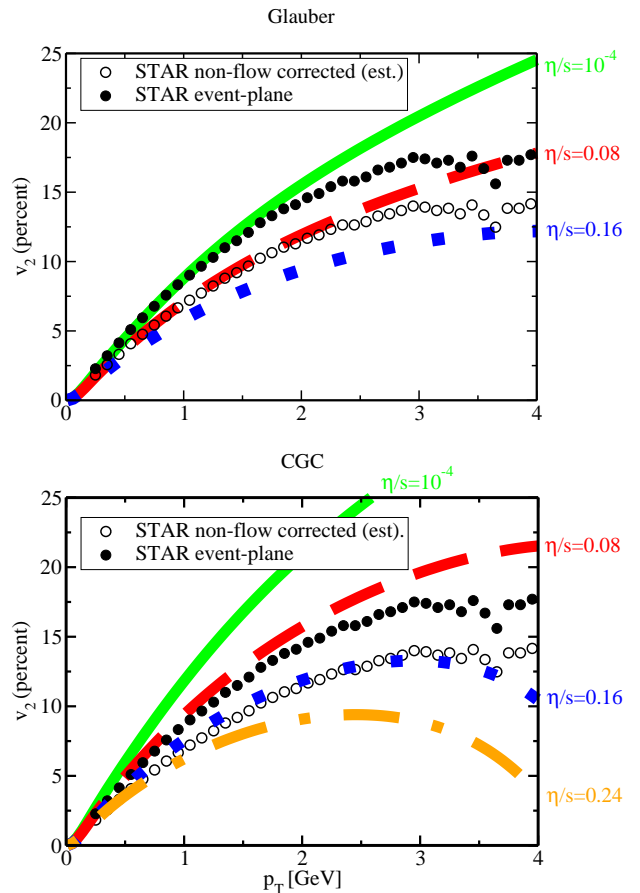 Glauber
25
20
15
10
5
0
v₂ (percent)
STAR non-flow corrected (est.)
STAR event-plane
η/s=10⁻⁴
η/s=0.08
η/s=0.16
0 1 2 3 4
CGC
η/s=10⁻⁴
25
20
15
10
5
0
v₂ (percent)
STAR non-flow corrected (est).
STAR event-plane
η/s=0.08
η/s=0.16
η/s=0.24
0 1 2 3 4
p_T [GeV]